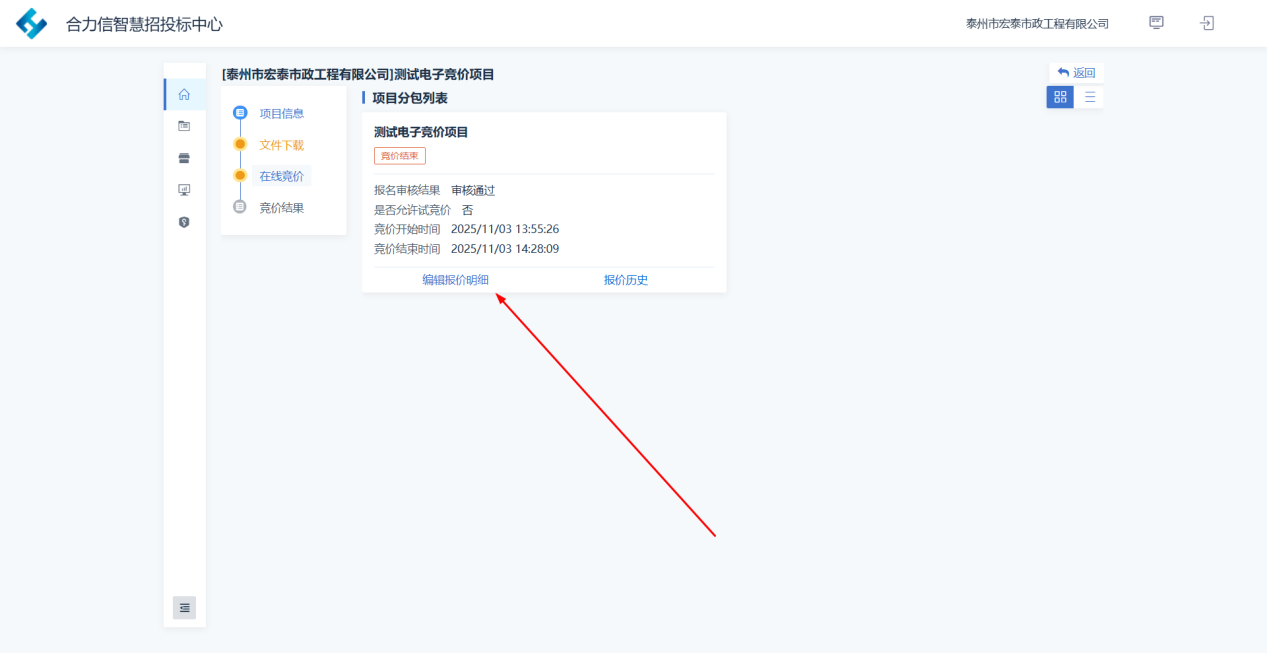 合力信智慧招投标中心
泰州市宏泰市政工程有限公司
[泰州市宏泰市政工程有限公司]测试电子竞价项目
返回
项目信息
文件下载
在线竞价
竞价结果
项目分包列表
测试电子竞价项目
竞价结束
报名审核结果 审核通过
是否允许试竞价 否
竞价开始时间 2025/11/03 13:55:26
竞价结束时间 2025/11/03 14:28:09
编辑报价明细 报价历史